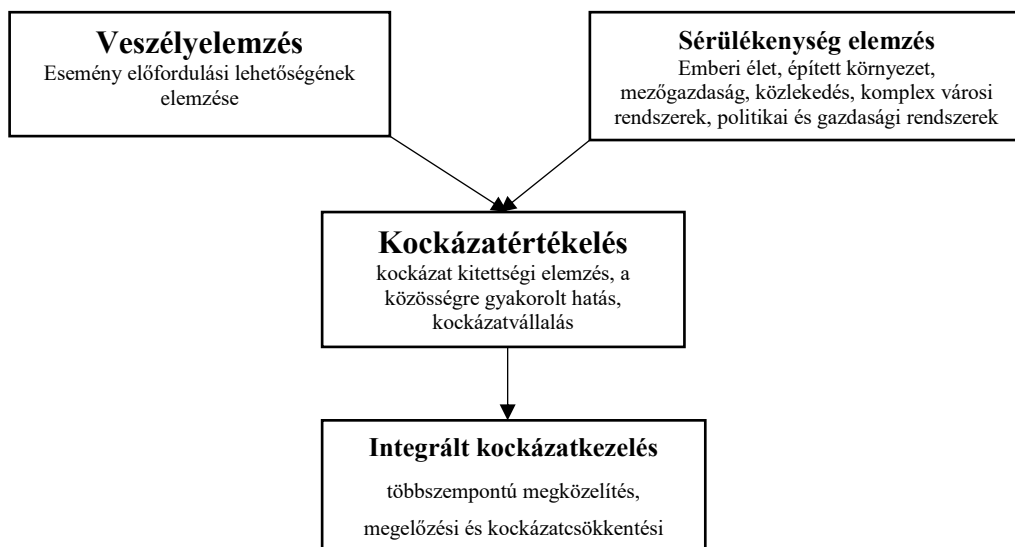 Veszélyelemzés
Esemény előfordulási lehetőségének
elemzése
Sérülékenység elemzés
Emberi élet, épített környezet,
mezőgazdaság, közlekedés, komplex városi
rendszerek, politikai és gazdasági rendszerek
Kockázatértékelés
kockázat kitettségi elemzés, a
közösségre gyakorolt hatás,
kockázatvállalás
Integrált kockázatkezelés
többszempontú megközelítés,
megelőzési és kockázatcsökkentési